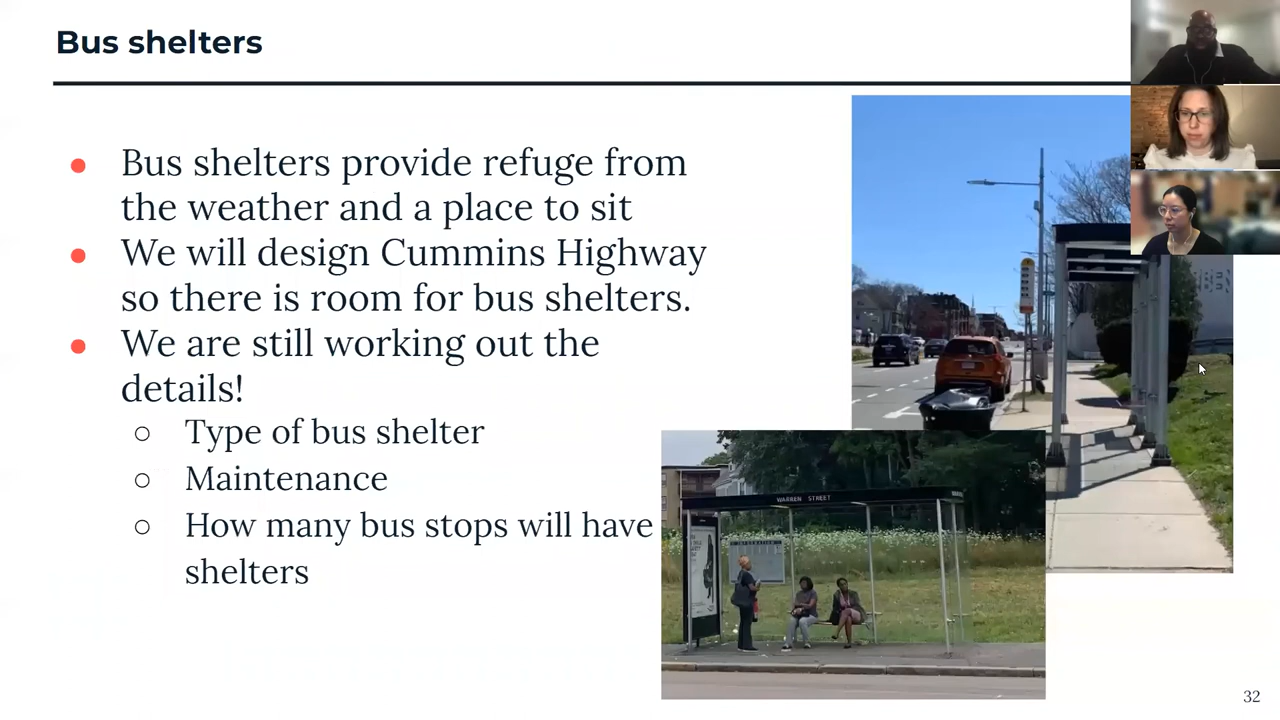 Bus shelters
● Bus shelters provide refuge from
the weather and a place to sit
● We will design Cummins Highway
so there is room for bus shelters.
● We are still working out the
details!
○ Type of bus shelter
○ Maintenance
○ How many bus stops will have
shelters
WARREN STREET
INFORMATION
32